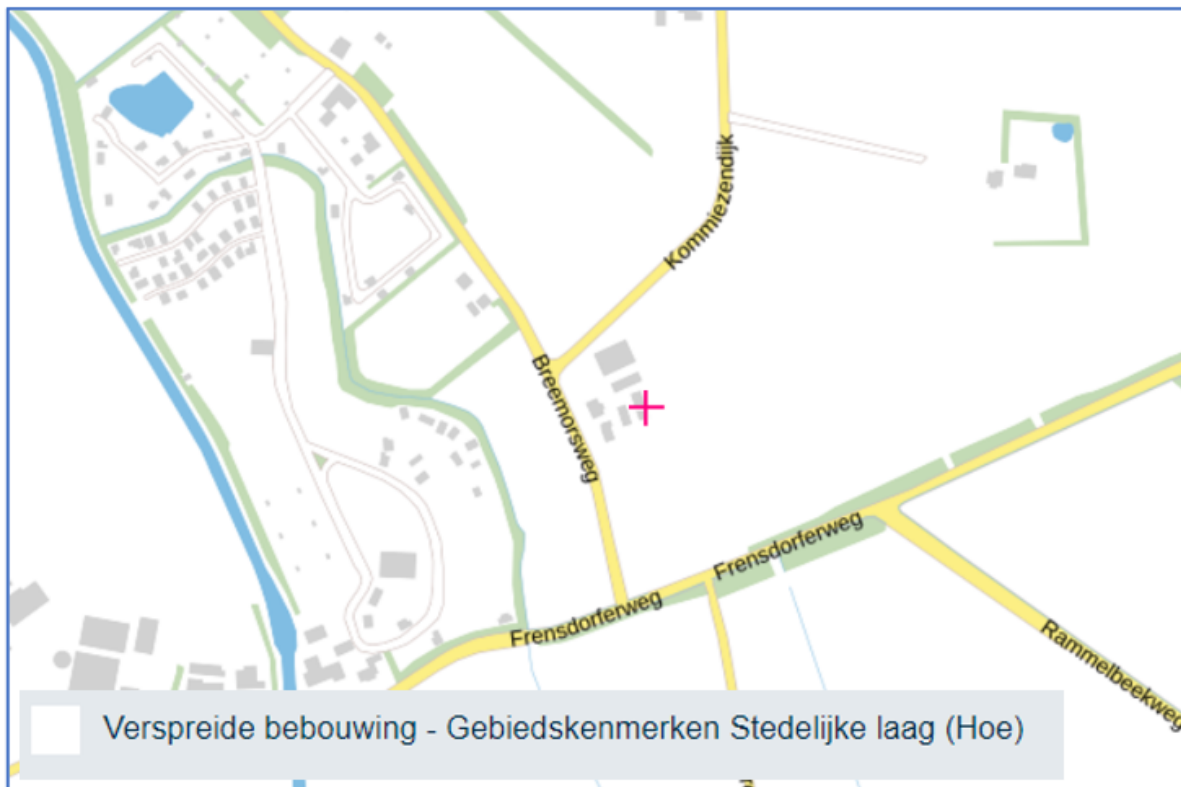 Kommiezendijk
Breemorsweg
Frensdorferweg
Frensdorferweg
Rammelbeekweg
Verspreide bebouwing - Gebiedskenmerken Stedelijke laag (Hoe)